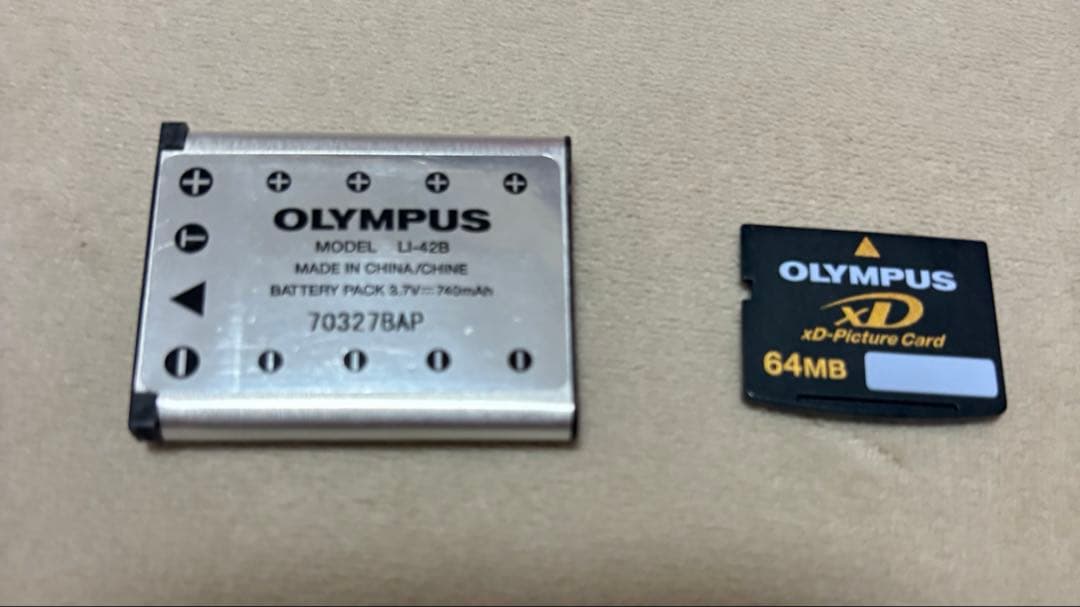 OLYMPUS
MODEL LI-42B
MADE IN CHINA/CHINE
BATTERY PACK 3.7V⎓740mAh
70327BAP
T
OLYMPUS
xD
xD-Picture Card
64MB